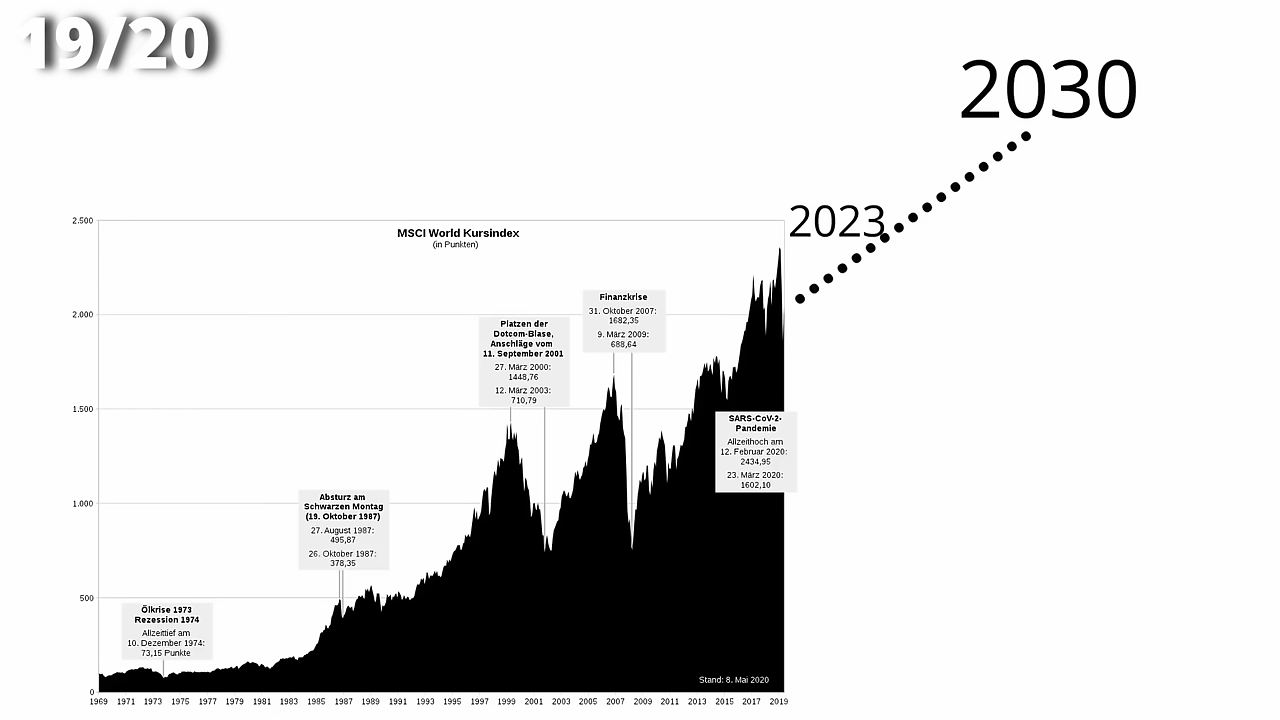 19/20
2030
2023
2.500
MSCI World Kursindex
(in Punkten)
2.000
Finanzkrise
31. Oktober 2007:
1682,35
9. März 2009:
688,64
Platzen der
Dotcom-Blase,
Anschläge vom
11. September 2001
27. März 2000:
1448,76
12. März 2003:
710,79
1.500
SARS-CoV-2-
Pandemie
Allzeithoch am
12. Februar 2020:
2434,95
23. März 2020:
1602,10
1.000
Absturz am
Schwarzen Montag
(19. Oktober 1987)
27. August 1987:
495,87
26. Oktober 1987:
378,35
500
Ölkrise 1973
Rezession 1974
Allzeittief am
10. Dezember 1974:
73,15 Punkte
Stand: 8. Mai 2020
0
1969 1971 1973 1975 1977 1979 1981 1983 1985 1987 1989 1991 1993 1995 1997 1999 2001 2003 2005 2007 2009 2011 2013 2015 2017 2019